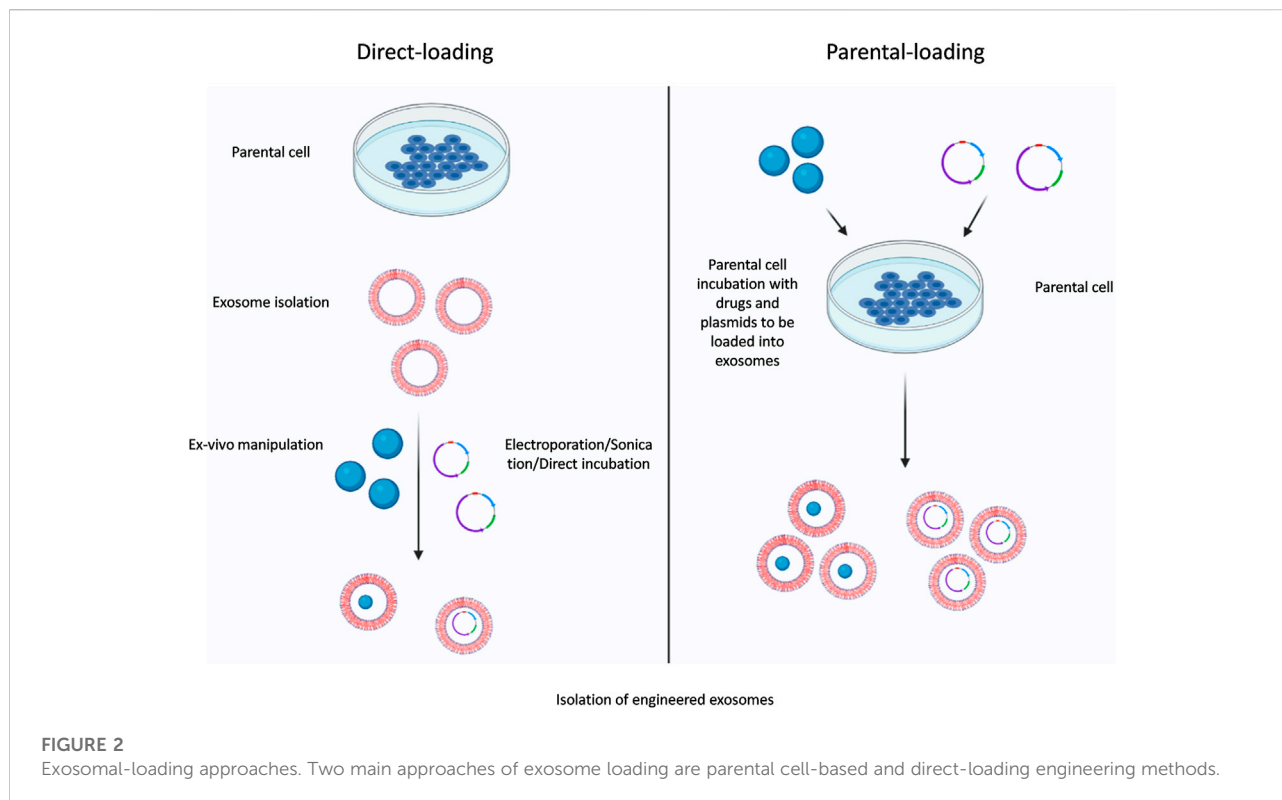 Direct-loading
Parental cell
Exosome isolation
Ex-vivo manipulation
Electroporation/Sonica
tion/Direct incubation
Parental-loading
Parental cell
incubation with
drugs and
plasmids to be
loaded into
exosomes
Parental cell
Isolation of engineered exosomes
FIGURE 2
Exosomal-loading approaches. Two main approaches of exosome loading are parental cell-based and direct-loading engineering methods.